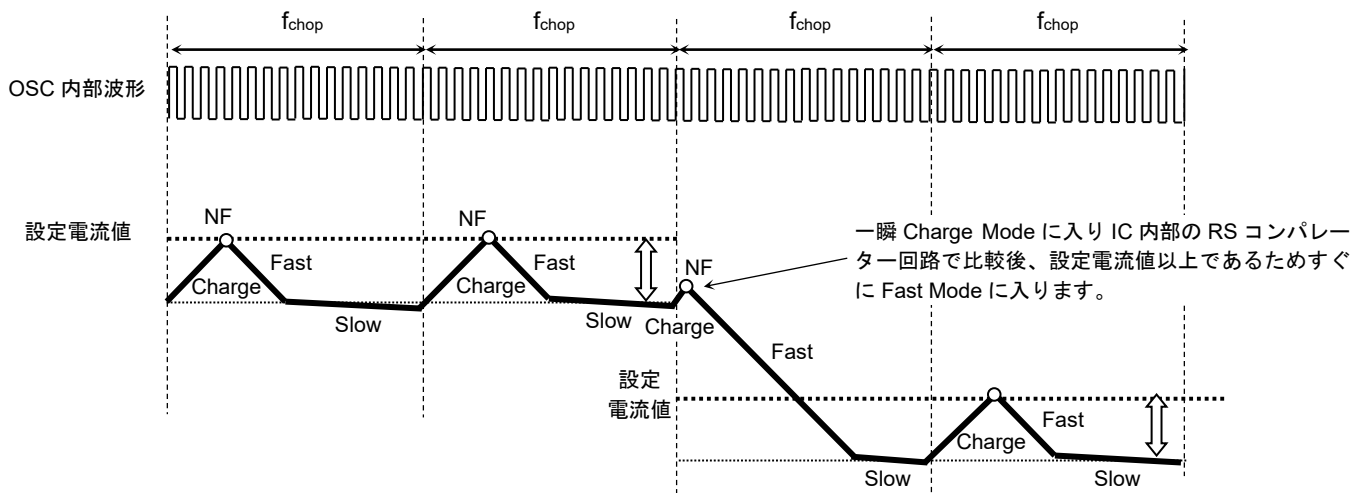 fchop
fchop
fchop
fchop
OSC 内部波形
設定電流値
NF
NF
NF
Fast
Fast
Charge
Charge
Slow
Slow
Charge
一瞬 Charge Mode に入り IC 内部の RS コンパレー
ター回路で比較後、設定電流値以上であるためすぐ
に Fast Mode に入ります。
Fast
設定
電流値
Fast
Charge
Slow
Slow